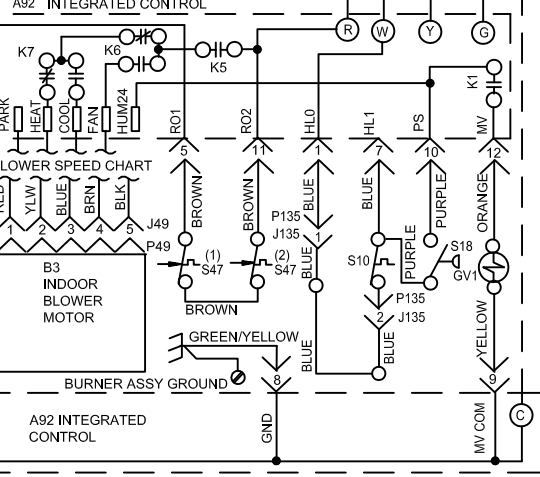 A92 INTEGRATED CONTROL
R
W
Y
G
K7
K6
K5
K1
PARK
HEAT
COOL
FAN
HUM24
RO1
RO2
HL0
HL1
PS
MV
5
11
1
7
10
12
LOWER SPEED CHART
RED
YLW
BLUE
BRN
BLK
BROWN
BROWN
BLUE
BLUE
PURPLE
ORANGE
1
2
3
4
5
J49
P49
P135
J135
1
B3
INDOOR
BLOWER
MOTOR
(1)
S47
(2)
S47
BROWN
BLUE
S10
PURPLE
S18
GV1
P135
2
J135
GREEN/YELLOW
BLUE
BLUE
YELLOW
BURNER ASSY GROUND
8
9
A92 INTEGRATED
CONTROL
GND
MV COM
C